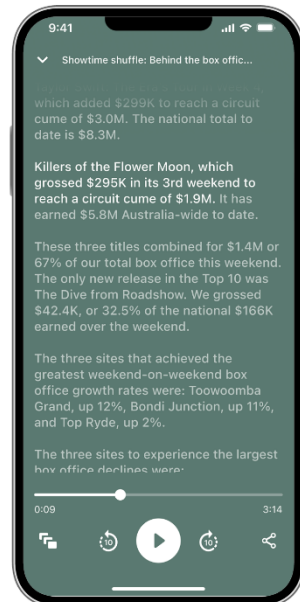 9:41
Showtime shuffle: Behind the box offic...
which added $299K to reach a circuit
cume of $3.0M. The national total to
date is $8.3M.
Killers of the Flower Moon, which
grossed $295K in its 3rd weekend to
reach a circuit cume of $1.9M. It has
earned $5.8M Australia-wide to date.
These three titles combined for $1.4M or
67% of our total box office this weekend.
The only new release in the Top 10 was
The Dive from Roadshow. We grossed
$42.4K, or 32.5% of the national $166K
earned over the weekend.
The three sites that achieved the
greatest weekend-on-weekend box
office growth rates were: Toowoomba
Grand, up 12%, Bondi Junction, up 11%,
and Top Ryde, up 2%.
The three sites to experience the largest
box office declines were:
0:09 3:14
10 10